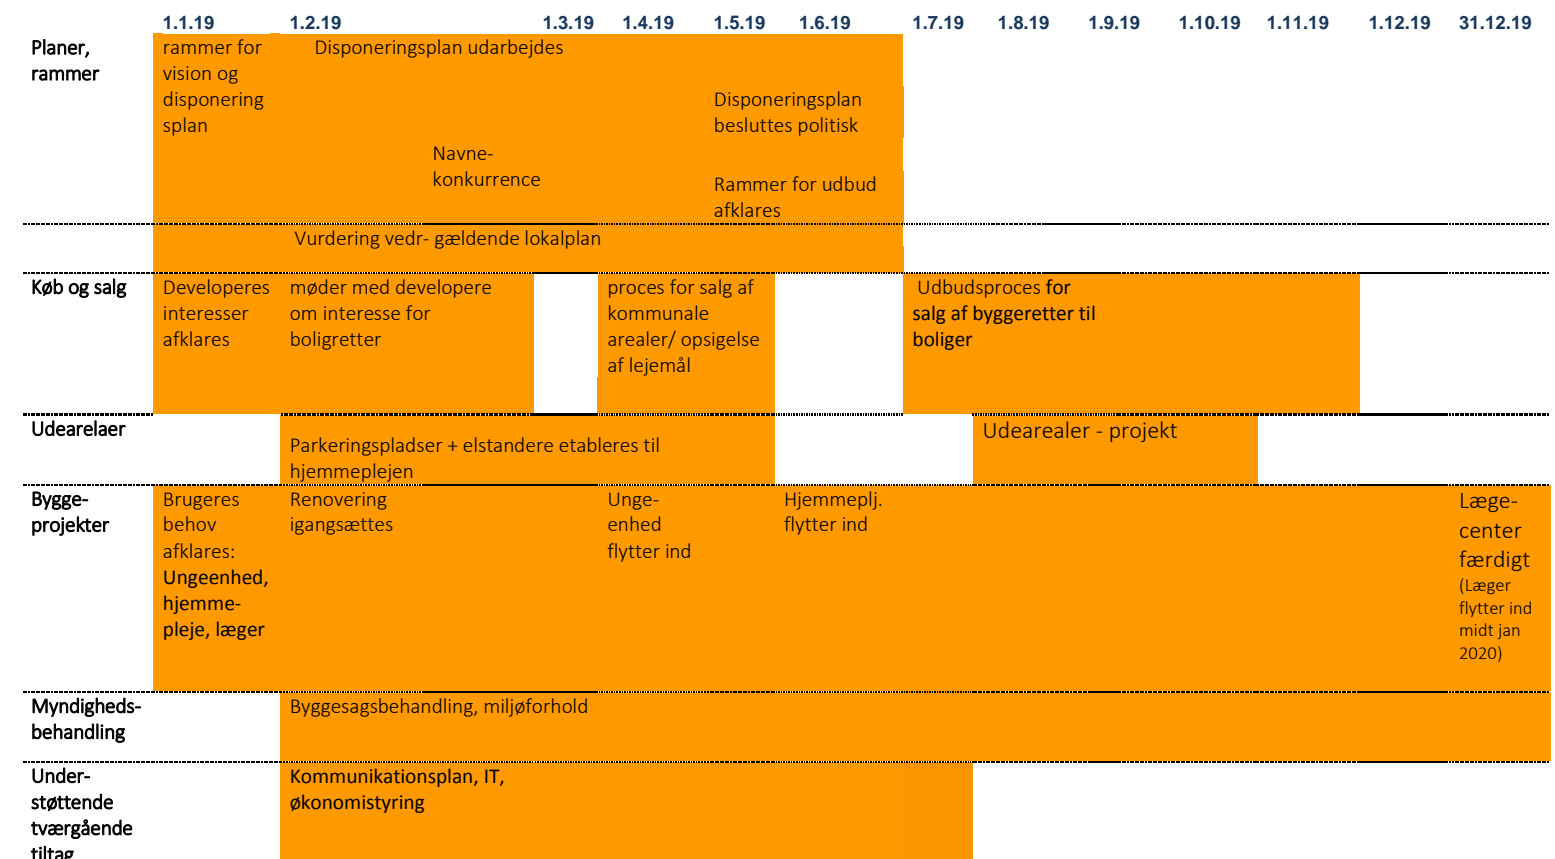 1.1.19 1.2.19 1.3.19 1.4.19 1.5.19 1.6.19 1.7.19 1.8.19 1.9.19 1.10.19 1.11.19 1.12.19 31.12.19
Planer,
rammer
rammer for
vision og
disponering
splan
Disponeringsplan udarbejdes
Navne-
konkurrence
Disponeringsplan
besluttes politisk
Rammer for udbud
afklares
Vurdering vedr- gældende lokalplan
Køb og salg
Developeres
interesser
afklares
møder med developere
om interesse for
boligretter
proces for salg af
kommunale
arealer/ opsigelse
af lejemål
Udbudsproces for
salg af byggeretter til
boliger
Udearelaer
Parkeringspladser + elstandere etableres til
hjemmeplejen
Udearealer - projekt
Bygge-
projekter
Brugeres
behov
afklares:
Ungeenhed,
hjemme-
pleje, læger
Renovering
igangsættes
Unge-
enhed
flytter ind
Hjemmeplj.
flytter ind
Læge-
center
færdigt
(Læger
flytter ind
midt jan
2020)
Myndigheds-
behandling
Byggesagsbehandling, miljøforhold
Under-
støttende
tværgående
tiltag
Kommunikationsplan, IT,
økonomistyring